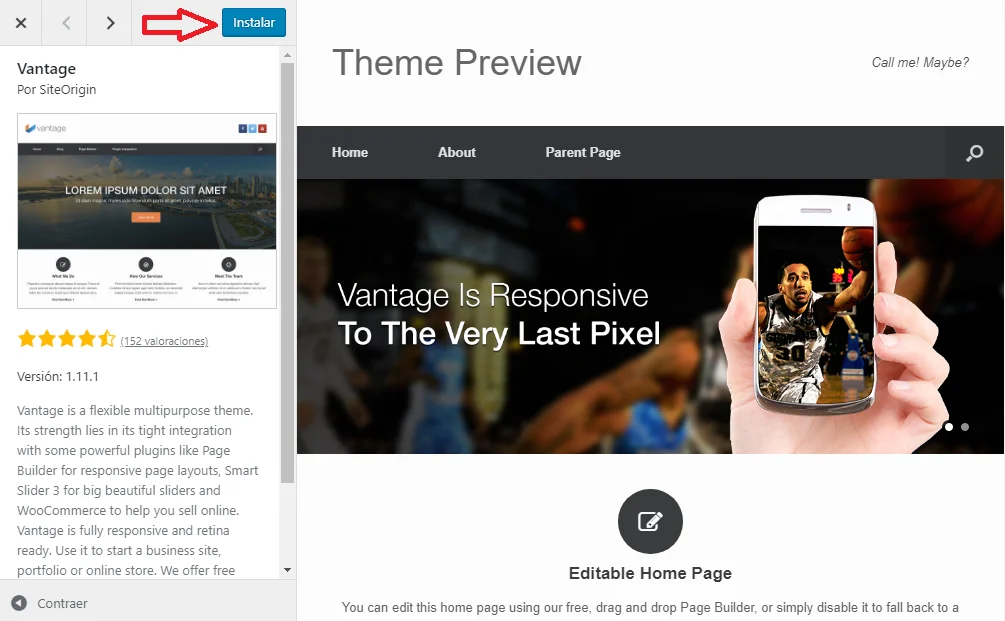 Instalar
Vantage
Por SiteOrigin
vantage
Home Blog Page Builder
LOREM IPSUM DOLOR SIT AMET
What We Do How Our Services Meet The Team
(152 valoraciones)
Versión: 1.11.1
Vantage is a flexible multipurpose theme.
Its strength lies in its tight integration
with some powerful plugins like Page
Builder for responsive page layouts, Smart
Slider 3 for big beautiful sliders and
WooCommerce to help you sell online.
Vantage is fully responsive and retina
ready. Use it to start a business site,
portfolio or online store. We offer free
Contraer
Theme Preview
Call me! Maybe?
Home About Parent Page
Vantage Is Responsive
To The Very Last Pixel
Editable Home Page
You can edit this home page using our free, drag and drop Page Builder, or simply disable it to fall back to a